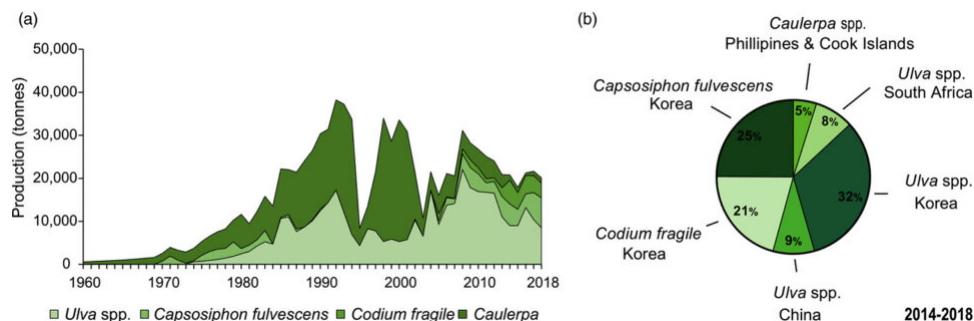 (a)
50,000
40,000
30,000
20,000
10,000
0
Production (tonnes)
1960 1970 1980 1990 2000 2010 2018
Ulva spp. Capsosiphon fulvescens Codium fragile Caulerpa
(b)
Caulerpa spp.
Phillipines & Cook Islands
Ulva spp.
South Africa
Capsosiphon fulvescens
Korea
5%
8%
25%
32%
Ulva spp.
Korea
21%
Codium fragile
Korea
9%
Ulva spp.
China
2014-2018